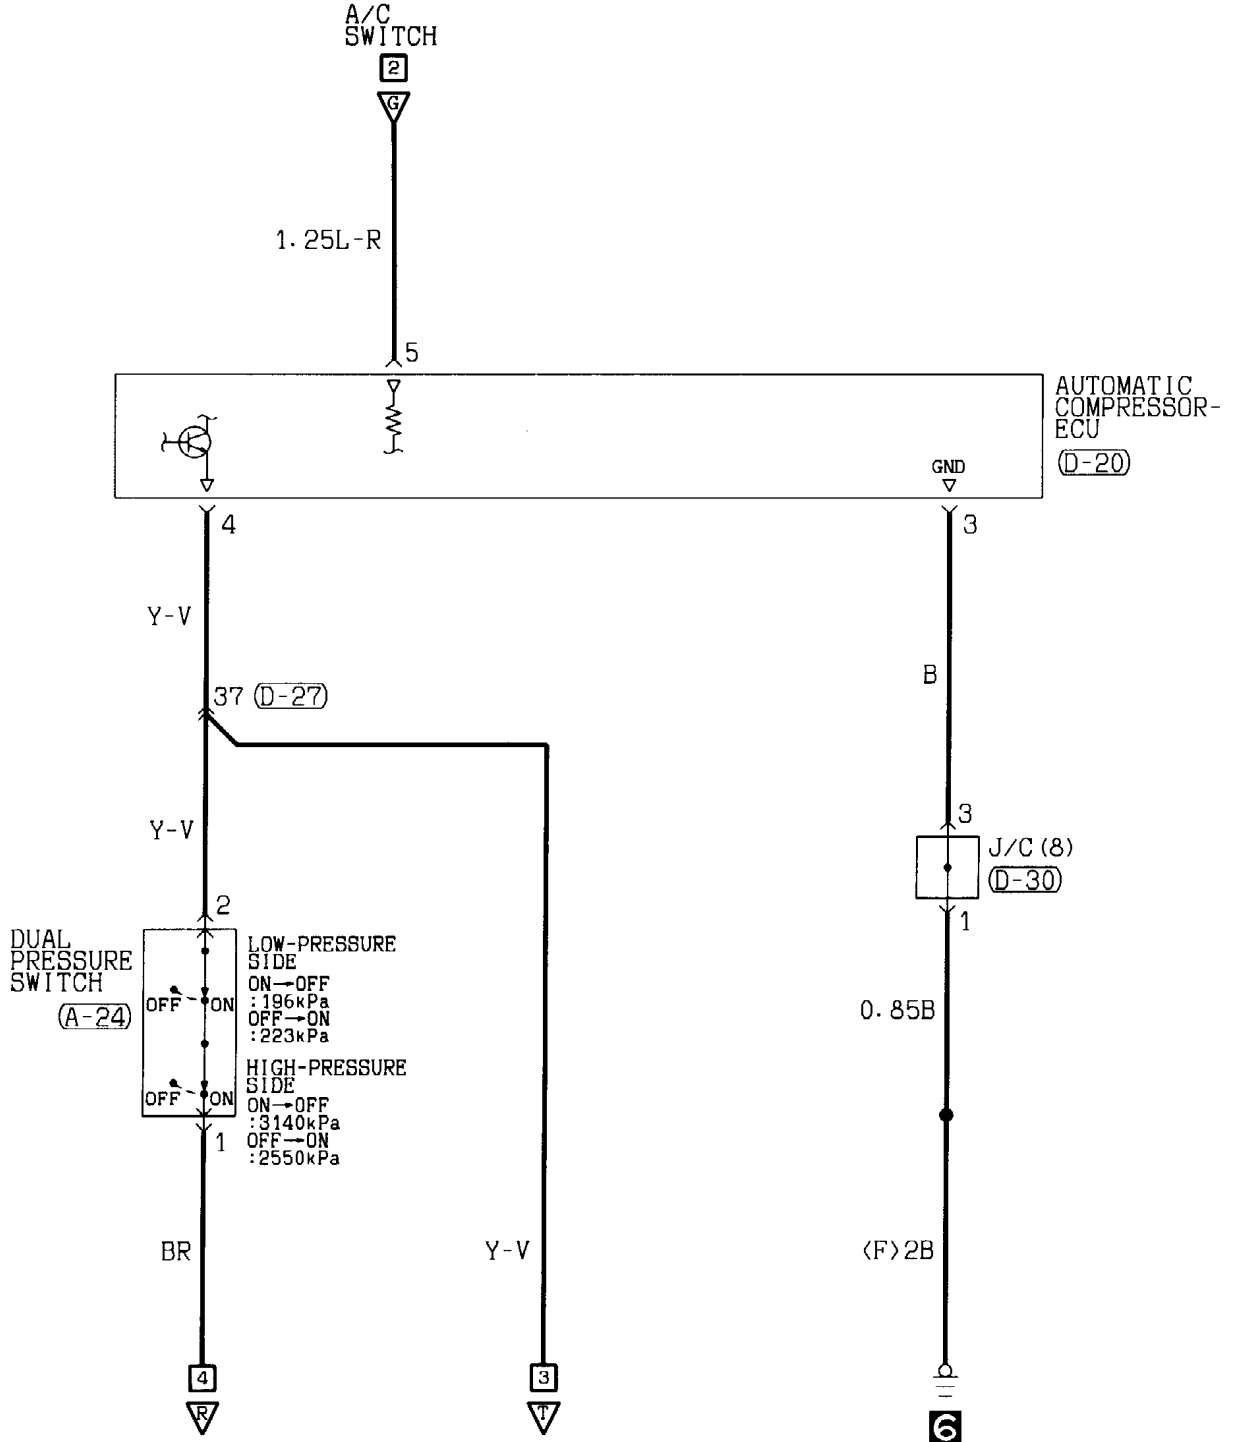 A/C
SWITCH
2
G
1.25L-R
5
AUTOMATIC
COMPRESSOR-
ECU
(D-20)
GND
4
3
Y-V
B
37 (D-27)
3
Y-V
J/C(8)
(D-30)
2
1
DUAL
PRESSURE
SWITCH
(A-24)
LOW-PRESSURE
SIDE
ON→OFF
:196kPa
OFF→ON
:223kPa
OFF
ON
0.85B
HIGH-PRESSURE
SIDE
ON→OFF
:3140kPa
OFF→ON
:2550kPa
OFF
ON
1
BR
Y-V
<F>2B
4
3
R
T
6